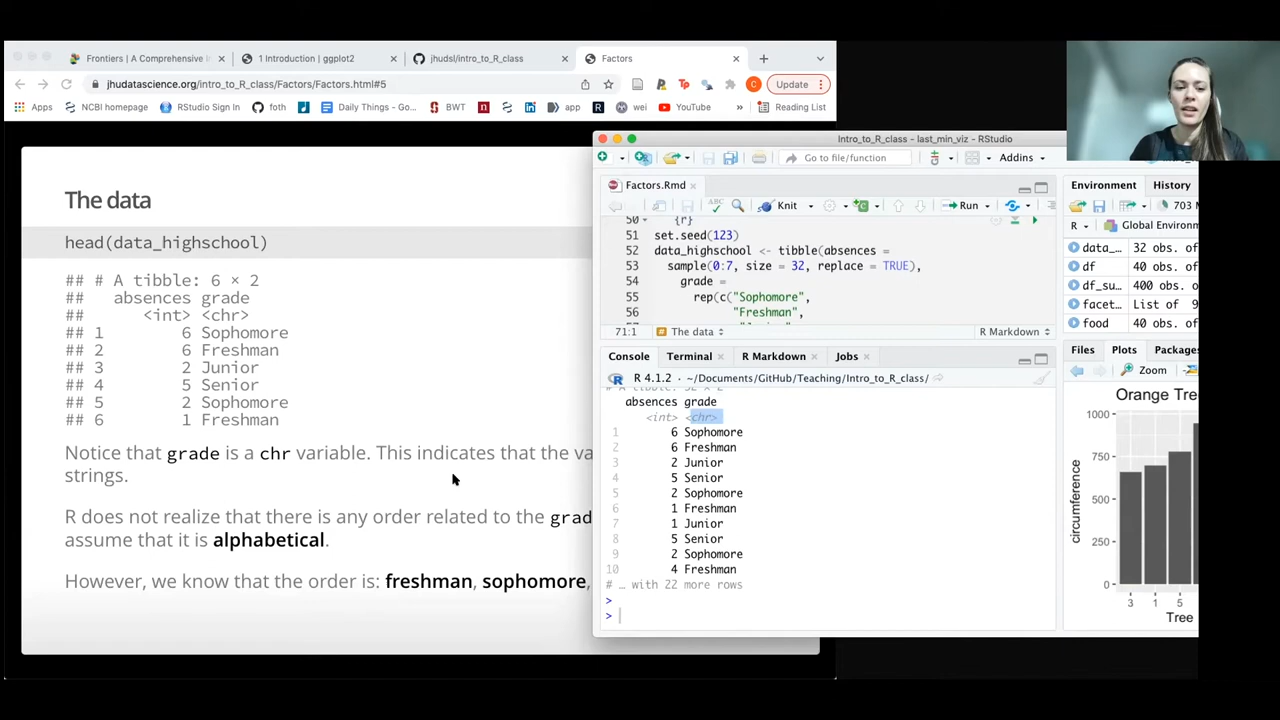 Frontiers | A Comprehensive
1 Introduction | ggplot2
jhudsl/intro_to_R_class
Factors
jhudatascience.org/intro_to_R_class/Factors/Factors.html#5
Update
Apps
NCBI homepage
RStudio Sign In
foth
Daily Things - Go...
BWT
app
wei
YouTube
»
Reading List
The data
head(data_highschool)
## # A tibble: 6 × 2
## absences grade
## <int> <chr>
## 1 6 Sophomore
## 2 6 Freshman
## 3 2 Junior
## 4 5 Senior
## 5 2 Sophomore
## 6 1 Freshman
Notice that grade is a chr variable. This indicates that the va
strings.
R does not realize that there is any order related to the grad
assume that it is alphabetical.
However, we know that the order is: freshman, sophomore,
Intro_to_R_class - last_min_viz - RStudio
Go to file/function
Addins
Factors.Rmd
Knit
Run
50 {r}
51 set.seed(123)
52 data_highschool <- tibble(absences =
53 sample(0:7, size = 32, replace = TRUE),
54 grade =
55 rep(c("Sophomore",
56 "Freshman",
71:1
The data
R Markdown
Console
Terminal
R Markdown
Jobs
R 4.1.2 · ~/Documents/GitHub/Teaching/Intro_to_R_class/
absences grade
<int> <chr>
1 6 Sophomore
2 6 Freshman
3 2 Junior
4 5 Senior
5 2 Sophomore
6 1 Freshman
7 1 Junior
8 5 Senior
9 2 Sophomore
10 4 Freshman
# … with 22 more rows
>
>
Environment
History
703 M
R
Global Environme
data_... 32 obs. of
df 40 obs. of
df_su... 400 obs. of
facet... List of 9
food 40 obs. of
Files
Plots
Packages
Zoom
Orange Tre
1000
750
500
250
0
circumference
3 1 5
Tree